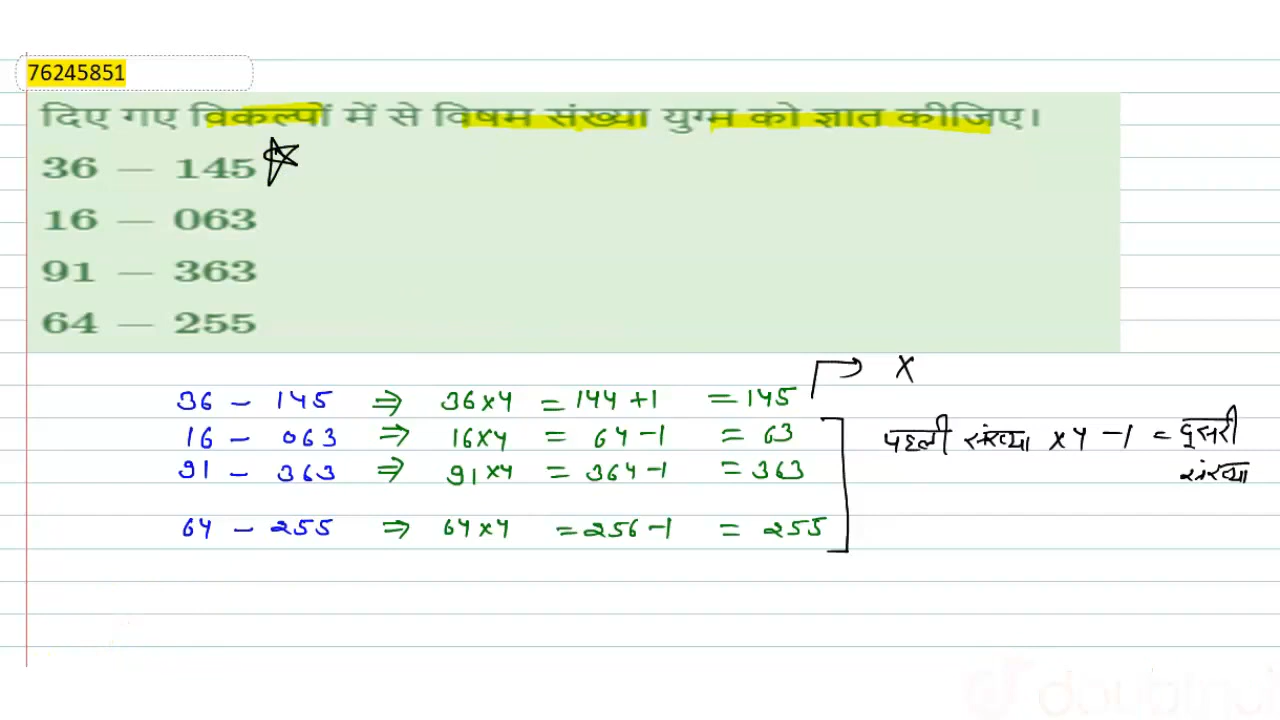 76245851
दिए गए विकल्पों में से विषम संख्या युग्म को ज्ञात कीजिए।
36 — 145
16 — 063
91 — 363
64 — 255
36 - 145 ⇒ 36×4 = 144+1 = 145 X
16 - 063 ⇒ 16×4 = 64-1 = 63 पहली संख्या ×4 -1 = दुसरी
91 - 363 ⇒ 91×4 = 364-1 = 363 संख्या
64 - 255 ⇒ 64×4 = 256-1 = 255
doubtnut